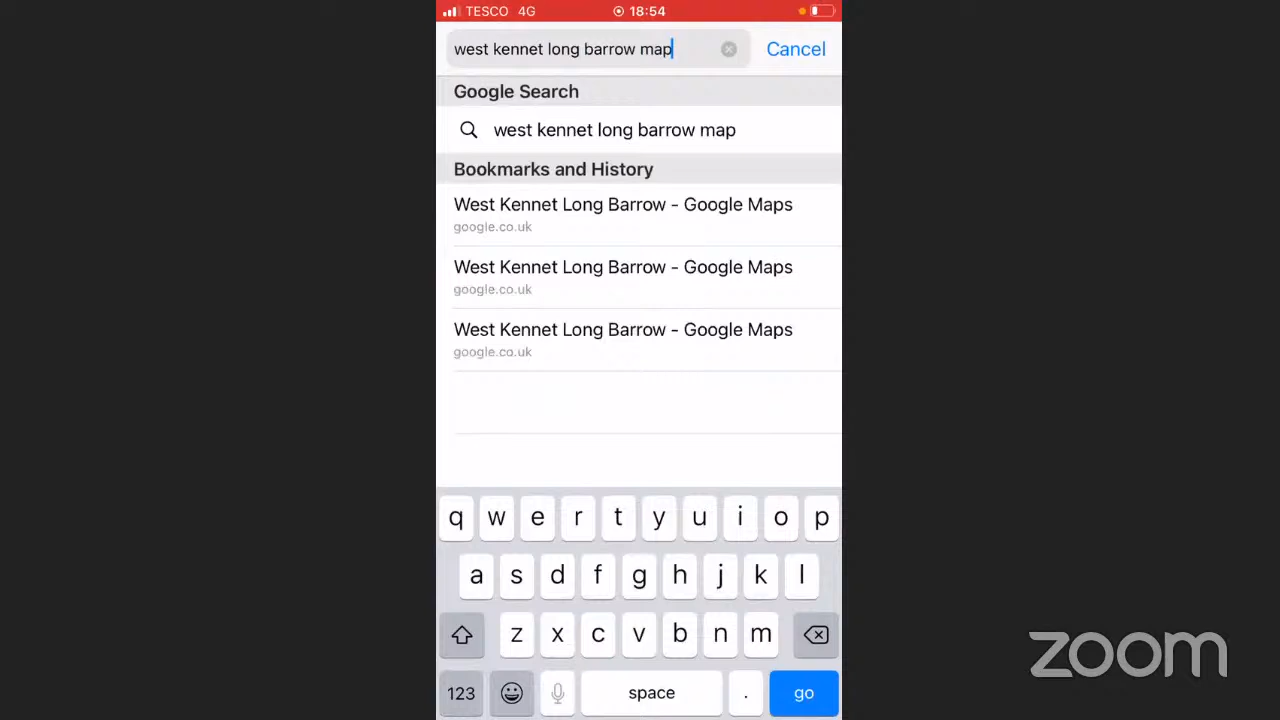 TESCO 4G 18:54
west kennet long barrow map Cancel
Google Search
west kennet long barrow map
Bookmarks and History
West Kennet Long Barrow - Google Maps
google.co.uk
West Kennet Long Barrow - Google Maps
google.co.uk
West Kennet Long Barrow - Google Maps
google.co.uk
q w e r t y u i o p
a s d f g h j k l
z x c v b n m
123 space . go
zoom